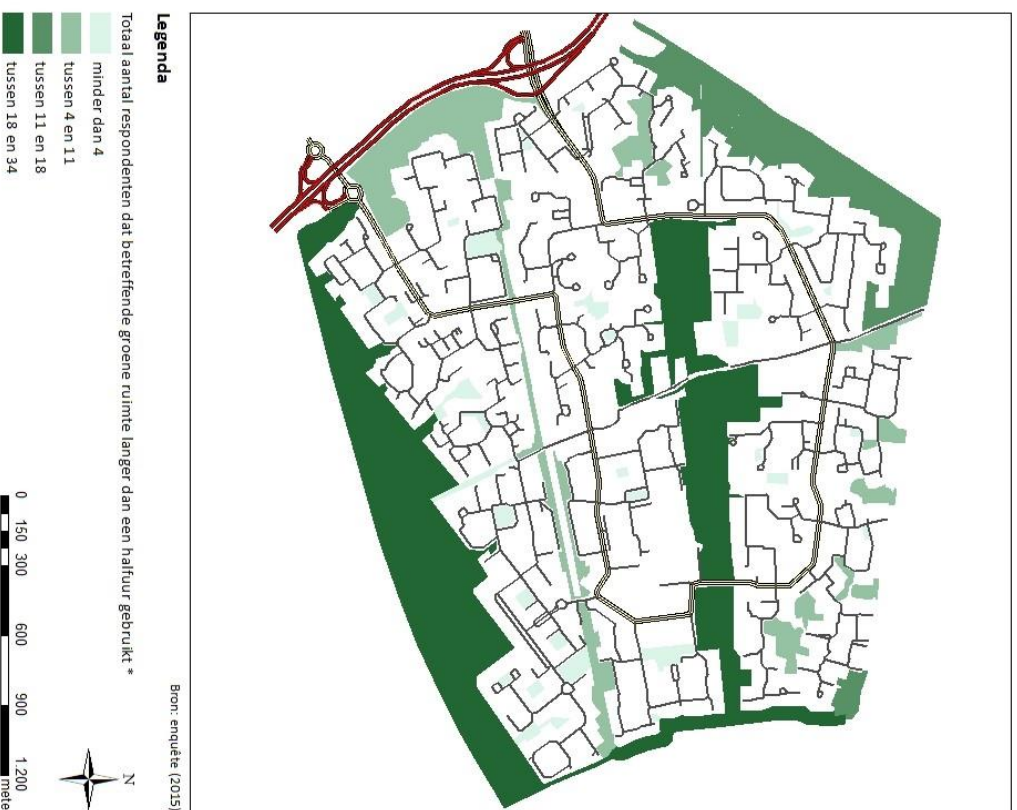 Legenda
Totaal aantal respondenten dat betreffende groene ruimte langer dan een halfuur gebruikt *
minder dan 4
tussen 4 en 11
tussen 11 en 18
tussen 18 en 34
Bron: enquête (2015)
N
0 150 300 600 900 1.200
mete